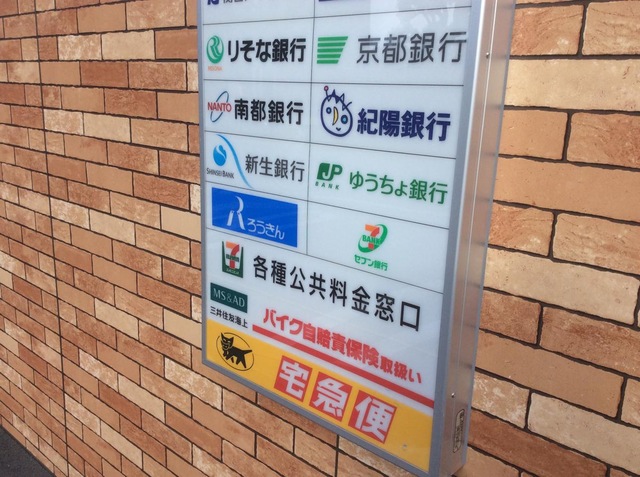 りそな銀行
京都銀行
NANTO
南都銀行
紀陽銀行
SHINSEI BANK
新生銀行
JP
BANK
ゆうちょ銀行
ろうきん
7
BANK
セブン銀行
各種公共料金窓口
MS&AD
三井住友海上
バイク自賠責保険取扱い
宅急便